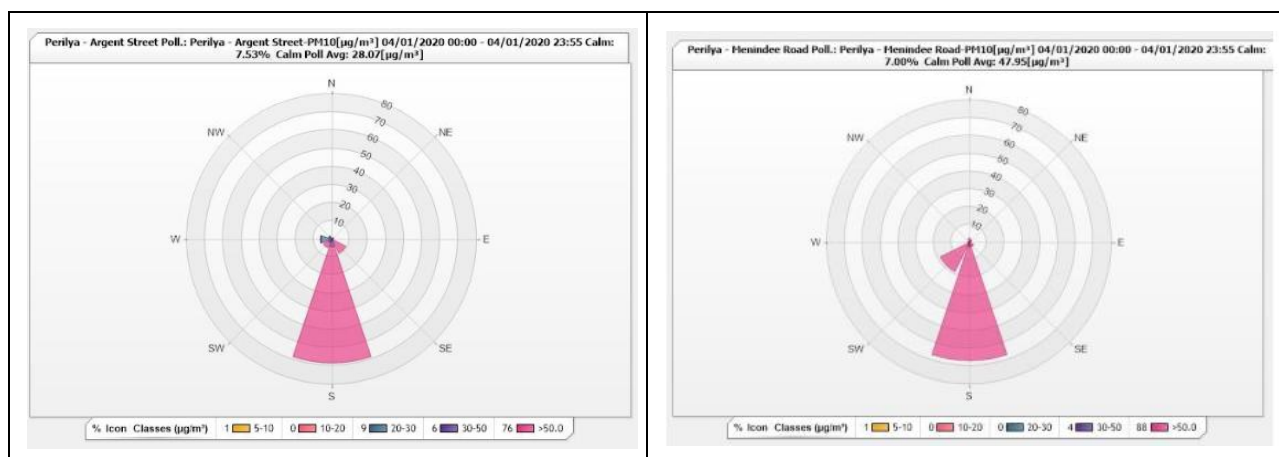 Perilya - Argent Street Poll.: Perilya - Argent Street-PM10[µg/m³] 04/01/2020 00:00 - 04/01/2020 23:55 Calm:
7.53% Calm Poll Avg: 28.07[µg/m³]
N
80
NW
70
NE
60
50
40
30
20
10
W
E
SW
SE
S
% Icon Classes (µg/m³) 1 5-10 0 10-20 9 20-30 6 30-50 76 >50.0
Perilya - Menindee Road Poll.: Perilya - Menindee Road-PM10[µg/m³] 04/01/2020 00:00 - 04/01/2020 23:55 Calm:
7.00% Calm Poll Avg: 47.95[µg/m³]
N
80
NW
70
NE
60
50
40
30
20
10
W
E
SW
SE
S
% Icon Classes (µg/m³) 1 5-10 0 10-20 0 20-30 4 30-50 88 >50.0